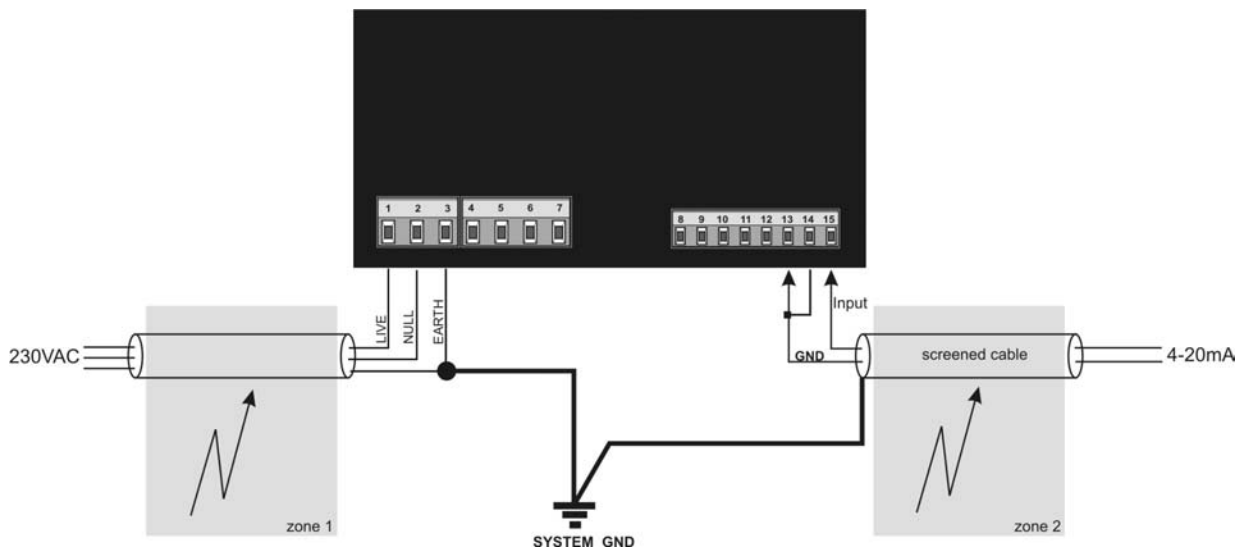 1 2 3 4 5 6 7
8 9 10 11 12 13 14 15
LIVE
NULL
EARTH
Input
230VAC
GND
screened cable
4-20mA
zone 1
zone 2
SYSTEM GND